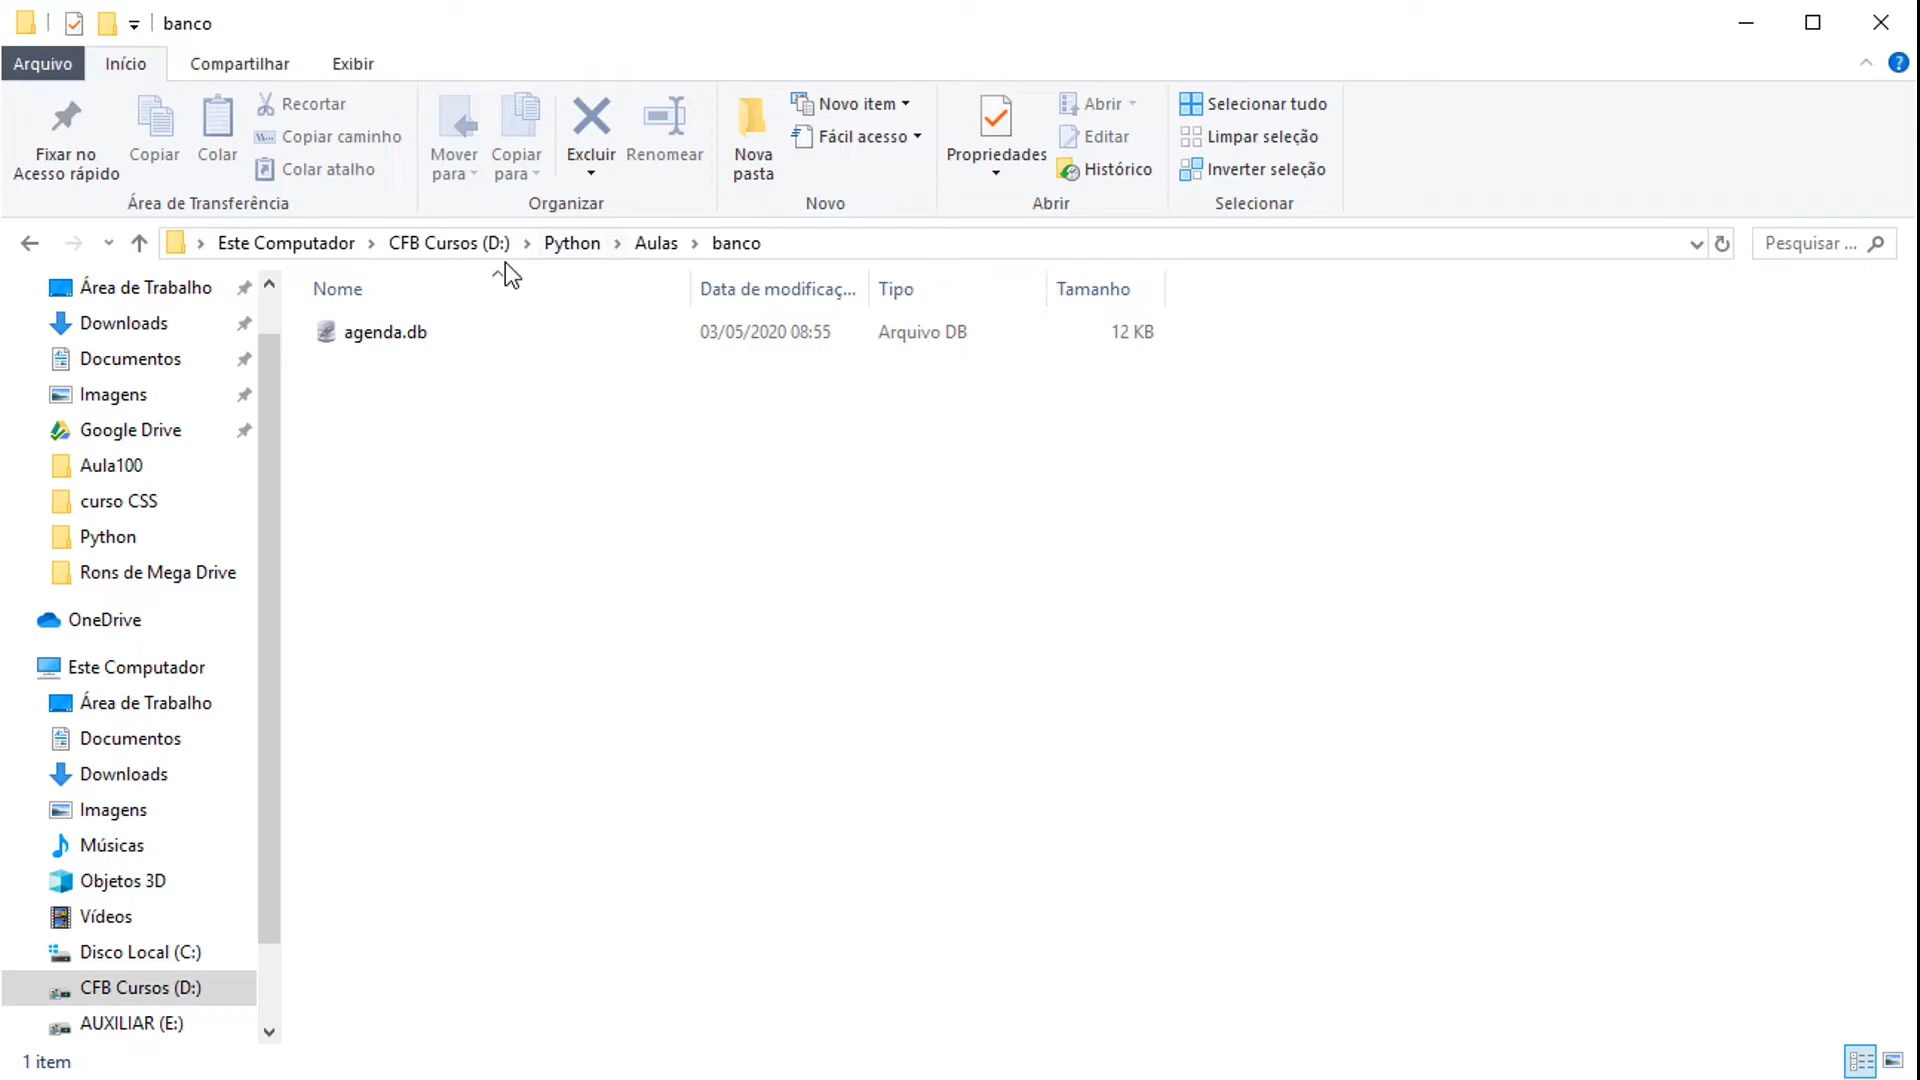 banco
Arquivo Início Compartilhar Exibir
Fixar no
Acesso rápido
Copiar
Colar
Recortar
Copiar caminho
Colar atalho
Área de Transferência
Mover
para
Copiar
para
Excluir
Renomear
Organizar
Nova
pasta
Novo item
Fácil acesso
Novo
Propriedades
Abrir
Editar
Histórico
Abrir
Selecionar tudo
Limpar seleção
Inverter seleção
Selecionar
Este Computador > CFB Cursos (D:) > Python > Aulas > banco
Pesquisar ...
Área de Trabalho
Downloads
Documentos
Imagens
Google Drive
Aula100
curso CSS
Python
Rons de Mega Drive
OneDrive
Este Computador
Área de Trabalho
Documentos
Downloads
Imagens
Músicas
Objetos 3D
Vídeos
Disco Local (C:)
CFB Cursos (D:)
AUXILIAR (E:)
Nome Data de modificaç... Tipo Tamanho
agenda.db 03/05/2020 08:55 Arquivo DB 12 KB
1 item